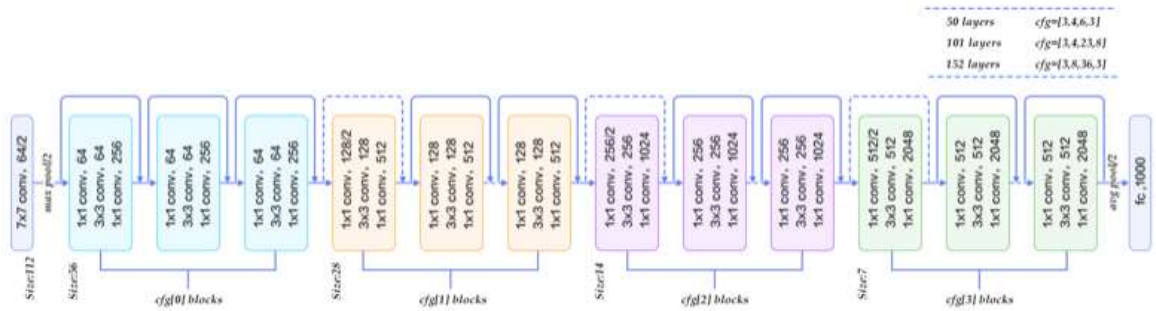 50 layers cfg=[3,4,6,3]
101 layers cfg=[3,4,23,8]
152 layers cfg=[3,8,36,3]
7x7 conv, 64/2
max pool/2
1x1 conv, 64
3x3 conv, 64
1x1 conv, 256
1x1 conv, 64
3x3 conv, 64
1x1 conv, 256
1x1 conv, 64
3x3 conv, 64
1x1 conv, 256
1x1 conv, 128/2
3x3 conv, 128
1x1 conv, 512
1x1 conv, 128
3x3 conv, 128
1x1 conv, 512
1x1 conv, 128
3x3 conv, 128
1x1 conv, 512
1x1 conv, 256/2
3x3 conv, 256
1x1 conv, 1024
1x1 conv, 256
3x3 conv, 256
1x1 conv, 1024
1x1 conv, 256
3x3 conv, 256
1x1 conv, 1024
1x1 conv, 512/2
3x3 conv, 512
1x1 conv, 2048
1x1 conv, 512
3x3 conv, 512
1x1 conv, 2048
1x1 conv, 512
3x3 conv, 512
1x1 conv, 2048
avg pool/2
fc ,1000
Size:112
Size:56
cfg[0] blocks
Size:28
cfg[1] blocks
Size:14
cfg[2] blocks
Size:7
cfg[3] blocks